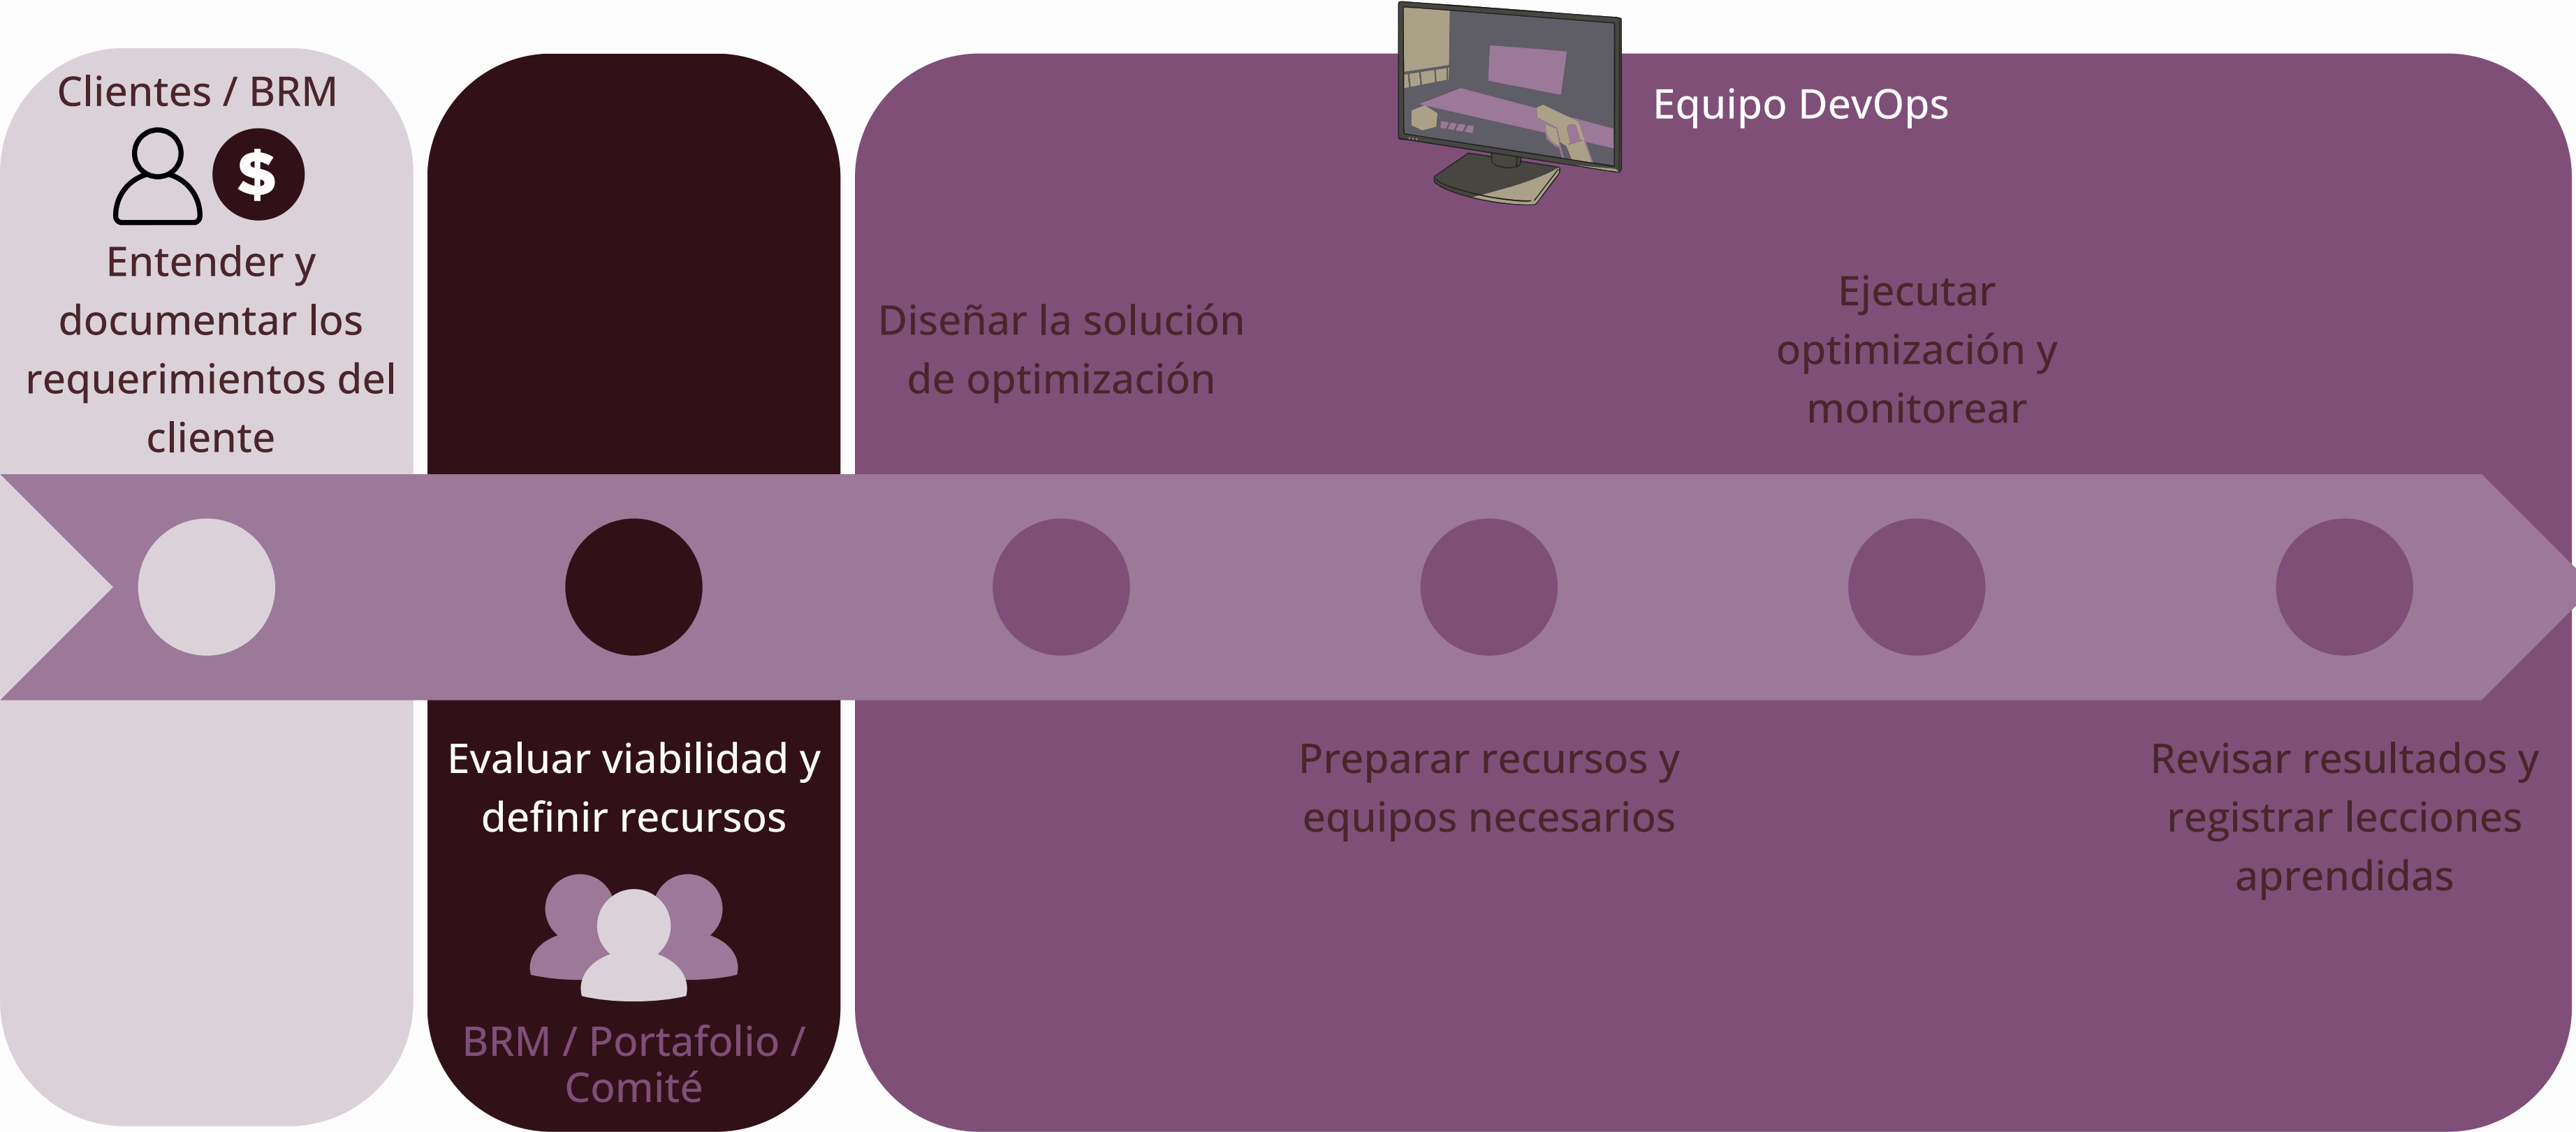 Clientes / BRM
$
Entender y
documentar los
requerimientos del
cliente
Evaluar viabilidad y
definir recursos
BRM / Portafolio /
Comité
Equipo DevOps
Diseñar la solución
de optimización
Preparar recursos y
equipos necesarios
Ejecutar
optimización y
monitorear
Revisar resultados y
registrar lecciones
aprendidas